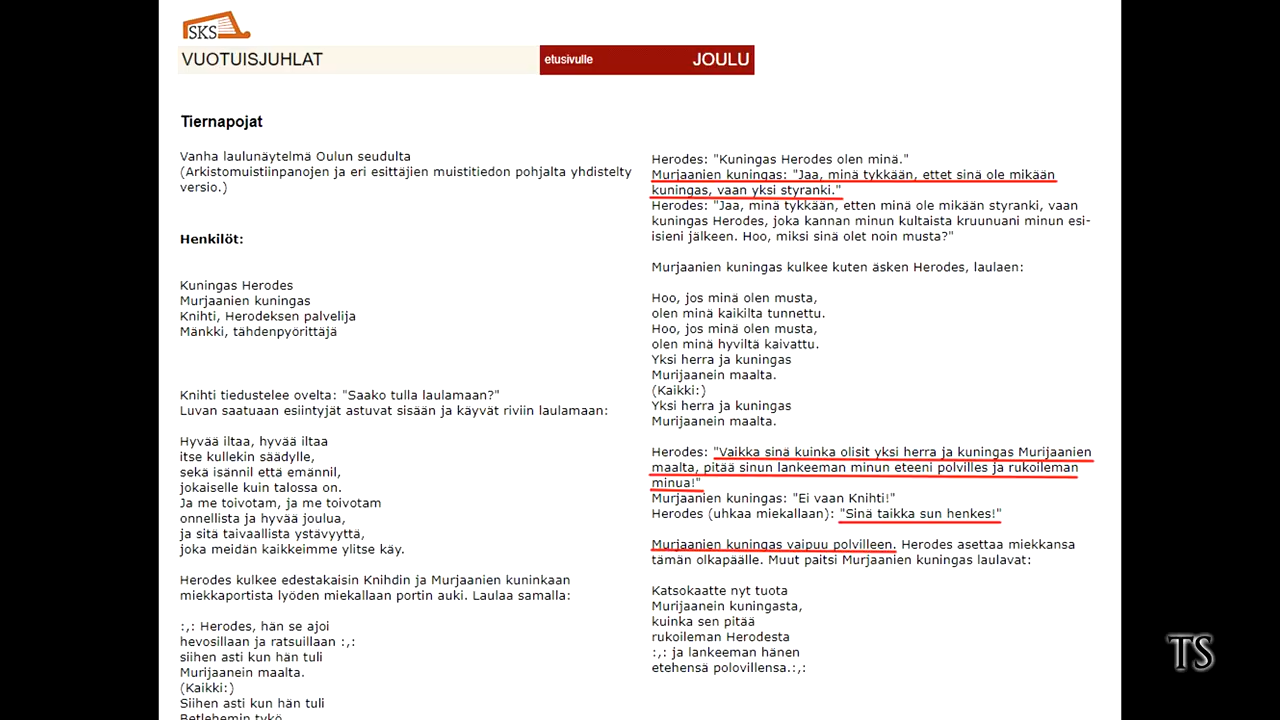 SKS
VUOTUISJUHLAT
etusivulle
JOULU
Tiernapojat
Vanha laulunäytelmä Oulun seudulta
(Arkistomuistiinpanojen ja eri esittäjien muistitiedon pohjalta yhdistelty
versio.)
Henkilöt:
Kuningas Herodes
Murjaanien kuningas
Knihti, Herodeksen palvelija
Mänkki, tähdenpyörittäjä
Knihti tiedustelee ovelta: "Saako tulla laulamaan?"
Luvan saatuaan esiintyjät astuvat sisään ja käyvät riviin laulamaan:
Hyvää iltaa, hyvää iltaa
itse kullekin säädylle,
sekä isännil että emännil,
jokaiselle kuin talossa on.
Ja me toivotam, ja me toivotam
onnellista ja hyvää joulua,
ja sitä taivaallista ystävyyttä,
joka meidän kaikkeimme ylitse käy.
Herodes kulkee edestakaisin Knihdin ja Murjaanien kuninkaan
miekkaportista lyöden miekallaan portin auki. Laulaa samalla:
:,: Herodes, hän se ajoi
hevosillaan ja ratsuillaan :,:
siihen asti kun hän tuli
Murijaanein maalta.
(Kaikki:)
Siihen asti kun hän tuli
Betlehemin tykö
Herodes: "Kuningas Herodes olen minä."
Murjaanien kuningas: "Jaa, minä tykkään, ettet sinä ole mikään
kuningas, vaan yksi styranki."
Herodes: "Jaa, minä tykkään, etten minä ole mikään styranki, vaan
kuningas Herodes, joka kannan minun kultaista kruunuani minun esi-
isieni jälkeen. Hoo, miksi sinä olet noin musta?"
Murjaanien kuningas kulkee kuten äsken Herodes, laulaen:
Hoo, jos minä olen musta,
olen minä kaikilta tunnettu.
Hoo, jos minä olen musta,
olen minä hyviltä kaivattu.
Yksi herra ja kuningas
Murijaanein maalta.
(Kaikki:)
Yksi herra ja kuningas
Murijaanein maalta.
Herodes: "Vaikka sinä kuinka olisit yksi herra ja kuningas Murijaanien
maalta, pitää sinun lankeeman minun eteeni polvilles ja rukoileman
minua!"
Murjaanien kuningas: "Ei vaan Knihti!"
Herodes (uhkaa miekallaan): "Sinä taikka sun henkes!"
Murjaanien kuningas vaipuu polvilleen. Herodes asettaa miekkansa
tämän olkapäälle. Muut paitsi Murjaanien kuningas laulavat:
Katsokaatte nyt tuota
Murijaanein kuningasta,
kuinka sen pitää
rukoileman Herodesta
:,: ja lankeeman hänen
etehensä polovillensa.:,:
TS